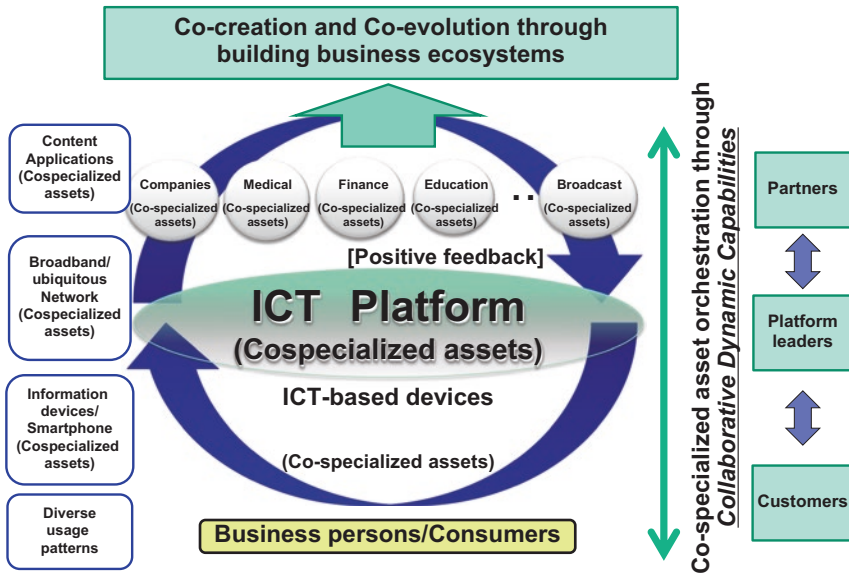 Co-creation and Co-evolution through
building business ecosystems
Content
Applications
(Cospecialized
assets)
Broadband/
ubiquitous
Network
(Cospecialized
assets)
Information
devices/
Smartphone
(Cospecialized
assets)
Diverse
usage
patterns
Companies
(Co-specialized
assets)
Medical
(Co-specialized
assets)
Finance
(Co-specialized
assets)
Education
(Co-specialized
assets)
..
Broadcast
(Co-specialized
assets)
[Positive feedback]
ICT Platform
(Cospecialized assets)
ICT-based devices
(Co-specialized assets)
Business persons/Consumers
Co-specialized asset orchestration through
Collaborative Dynamic Capabilities
Partners
Platform
leaders
Customers